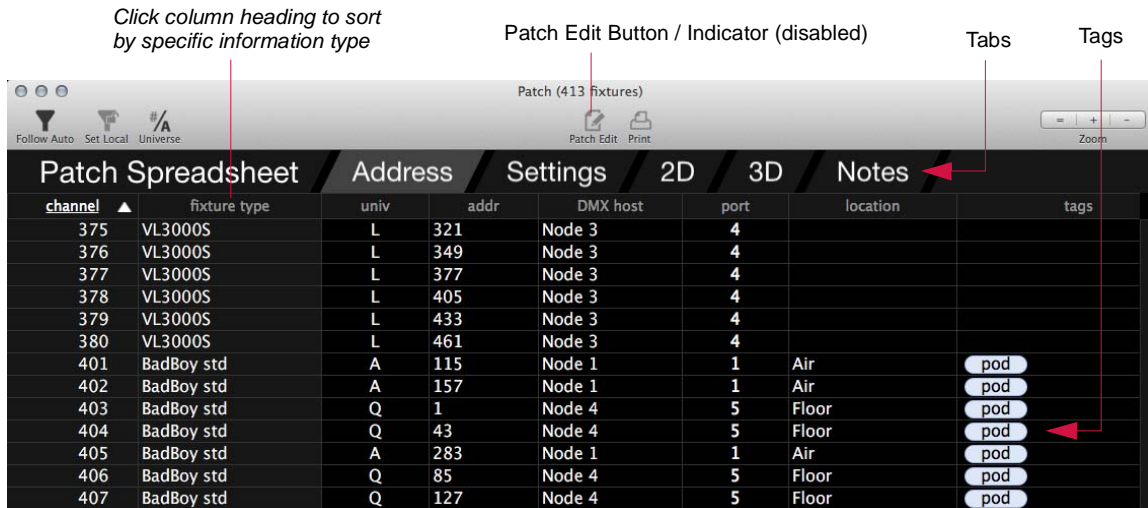 Click column heading to sort
by specific information type
Patch Edit Button / Indicator (disabled)
Tabs
Tags
Patch (413 fixtures)
Follow Auto Set Local Universe
#/A
Patch Edit Print
= + -
Zoom
Patch Spreadsheet Address Settings 2D 3D Notes
channel fixture type univ addr DMX host port location tags
375 VL3000S L 321 Node 3 4
376 VL3000S L 349 Node 3 4
377 VL3000S L 377 Node 3 4
378 VL3000S L 405 Node 3 4
379 VL3000S L 433 Node 3 4
380 VL3000S L 461 Node 3 4
401 BadBoy std A 115 Node 1 1 Air pod
402 BadBoy std A 157 Node 1 1 Air pod
403 BadBoy std Q 1 Node 4 5 Floor pod
404 BadBoy std Q 43 Node 4 5 Floor pod
405 BadBoy std A 283 Node 1 1 Air pod
406 BadBoy std Q 85 Node 4 5 Floor pod
407 BadBoy std Q 127 Node 4 5 Floor pod